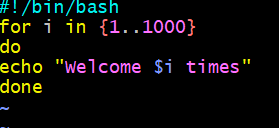 #!/bin/bash
for i in {1..1000}
do
echo "Welcome $i times"
done
~
~